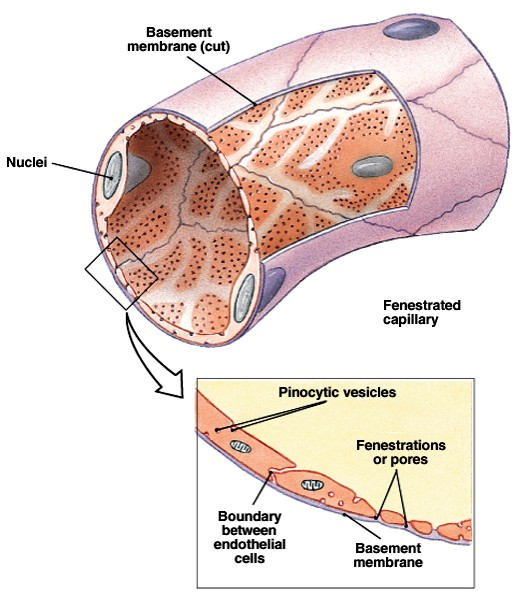 Basement
membrane (cut)
Nuclei
Fenestrated
capillary
Pinocytic vesicles
Fenestrations
or pores
Boundary
between
endothelial
cells
Basement
membrane